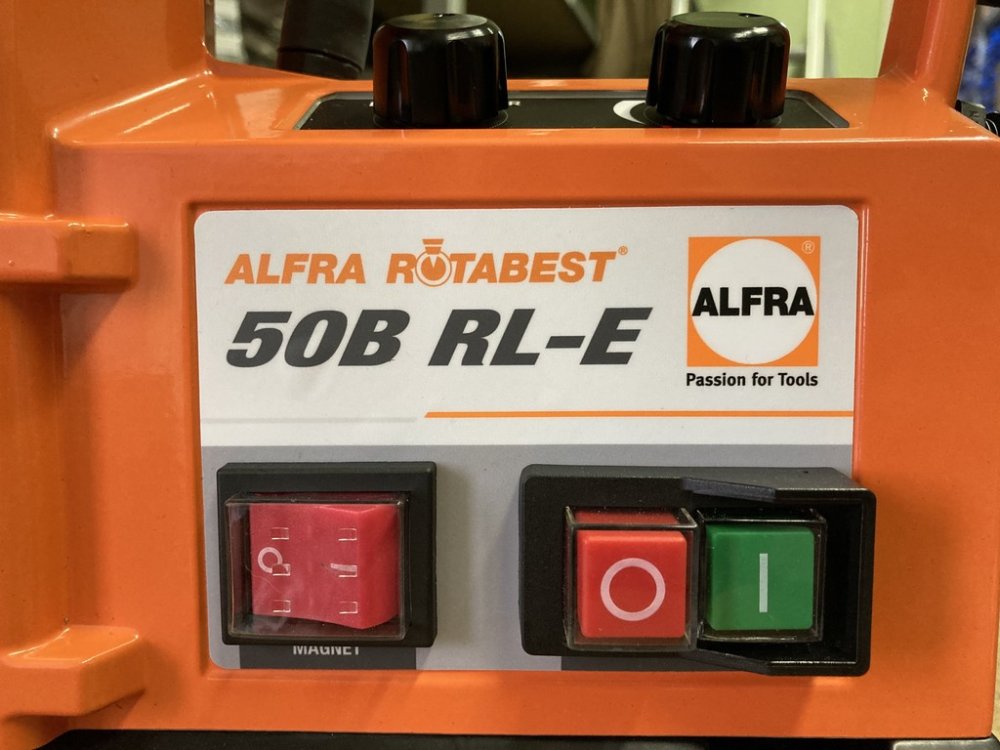 ALFRA ROTABEST®
50B RL-E
®
ALFRA
Passion for Tools
O I
O
I
MAGNET